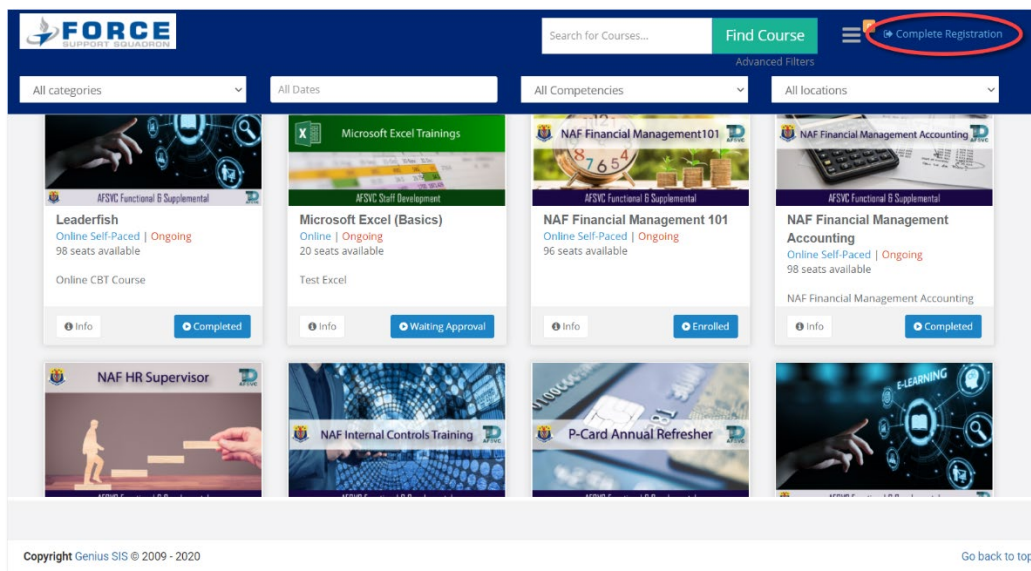 FORCE
SUPPORT SQUADRON
Search for Courses...
Find Course
Complete Registration
Advanced Filters
All categories
All Dates
All Competencies
All locations
AFSVC Functional & Supplemental
Leaderfish
Online Self-Paced | Ongoing
98 seats available
Online CBT Course
Info
Completed
Microsoft Excel Trainings
AFSVC Staff Development
Microsoft Excel (Basics)
Online | Ongoing
20 seats available
Test Excel
Info
Waiting Approval
NAF Financial Management101
AFSVC Functional & Supplemental
NAF Financial Management 101
Online Self-Paced | Ongoing
96 seats available
Info
Enrolled
NAF Financial Management Accounting
AFSVC
AFSVC Functional & Supplemental
NAF Financial Management
Accounting
Online Self-Paced | Ongoing
98 seats available
NAF Financial Management Accounting
Info
Completed
NAF HR Supervisor
AFSVC
NAF Internal Controls Training
AFSVC
P-Card Annual Refresher
AFSVC
E-LEARNING
Copyright Genius SIS © 2009 - 2020
Go back to top